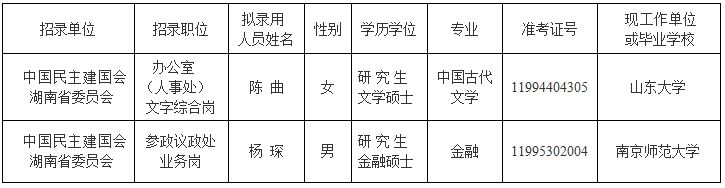 招录单位 招录职位 拟录用人员姓名 性别 学历学位 专业 准考证号 现工作单位或毕业学校
中国民主建国会湖南省委员会 办公室（人事处）文字综合岗 陈 曲 女 研 究 生文学硕士 中国古代文学 11994404305 山东大学
中国民主建国会湖南省委员会 参政议政处业务岗 杨 琛 男 研 究 生金融硕士 金融 11995302004 南京师范大学